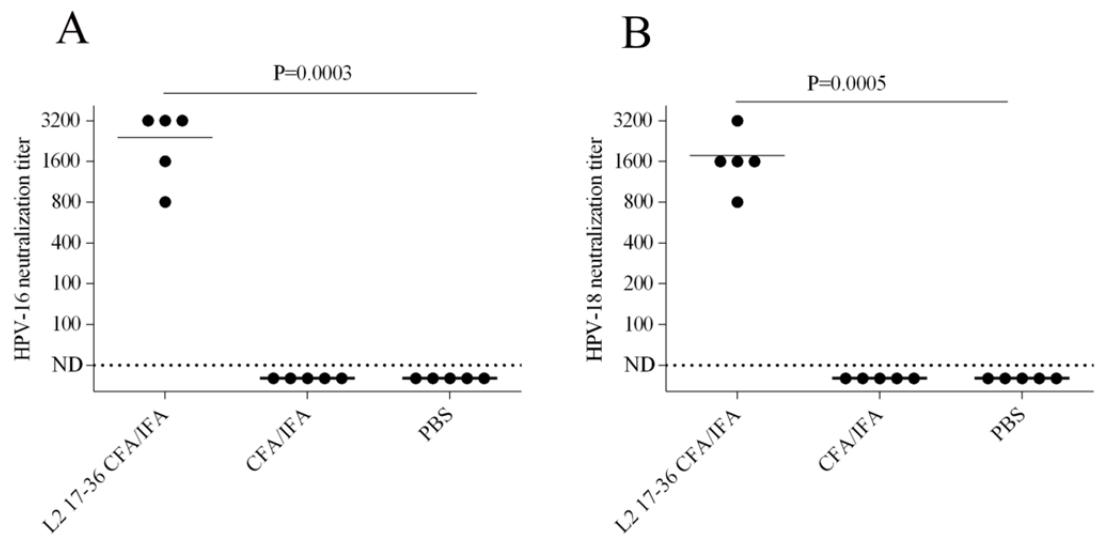 A
P=0.0003
HPV-16 neutralization titer
3200
1600
800
400
100
100
ND
L2 17-36 CFA/IFA
CFA/IFA
PBS
B
P=0.0005
HPV-18 neutralization titer
3200
1600
800
400
200
100
ND
L2 17-36 CFA/IFA
CFA/IFA
PBS